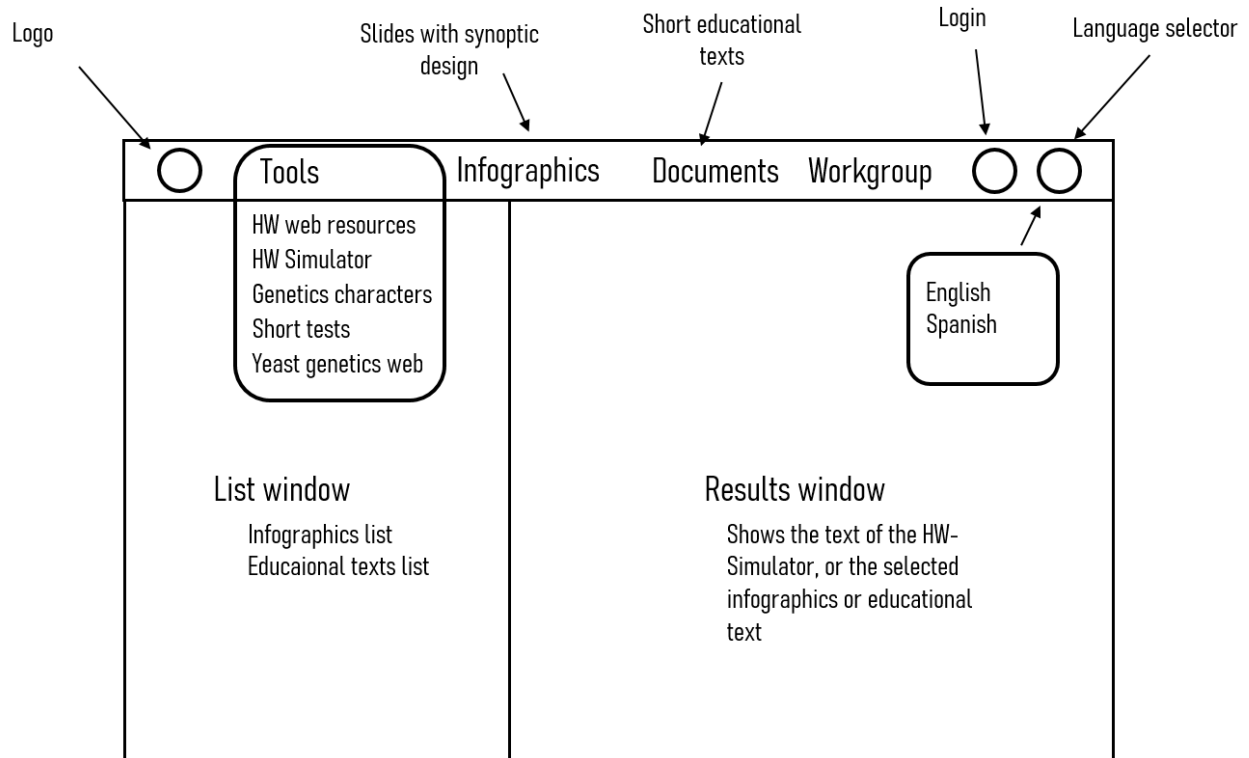 Logo
Slides with synoptic
design
Short educational
texts
Login
Language selector
Tools
Infographics
Documents
Workgroup
HW web resources
HW Simulator
Genetics characters
Short tests
Yeast genetics web
English
Spanish
List window
Infographics list
Educaional texts list
Results window
Shows the text of the HW-
Simulator, or the selected
infographics or educational
text